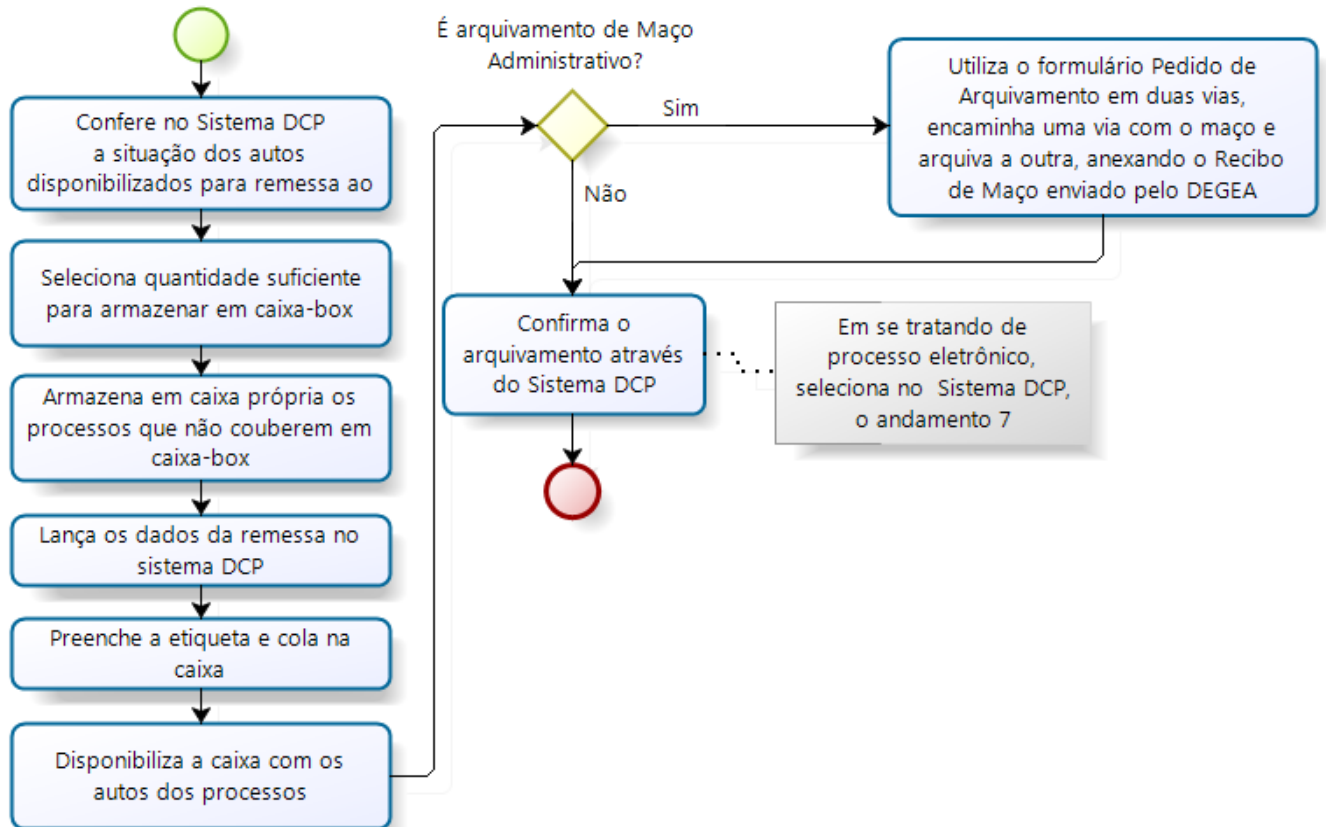 Confere no Sistema DCP
a situação dos autos
disponibilizados para remessa ao
Seleciona quantidade suficiente
para armazenar em caixa-box
Armazena em caixa própria os
processos que não couberem em
caixa-box
Lança os dados da remessa no
sistema DCP
Preenche a etiqueta e cola na
caixa
Disponibiliza a caixa com os
autos dos processos
É arquivamento de Maço
Administrativo?
Sim
Não
Utiliza o formulário Pedido de
Arquivamento em duas vias,
encaminha uma via com o maço e
arquiva a outra, anexando o Recibo
de Maço enviado pelo DEGEA
Confirma o
arquivamento através
do Sistema DCP
Em se tratando de
processo eletrônico,
seleciona no Sistema DCP,
o andamento 7